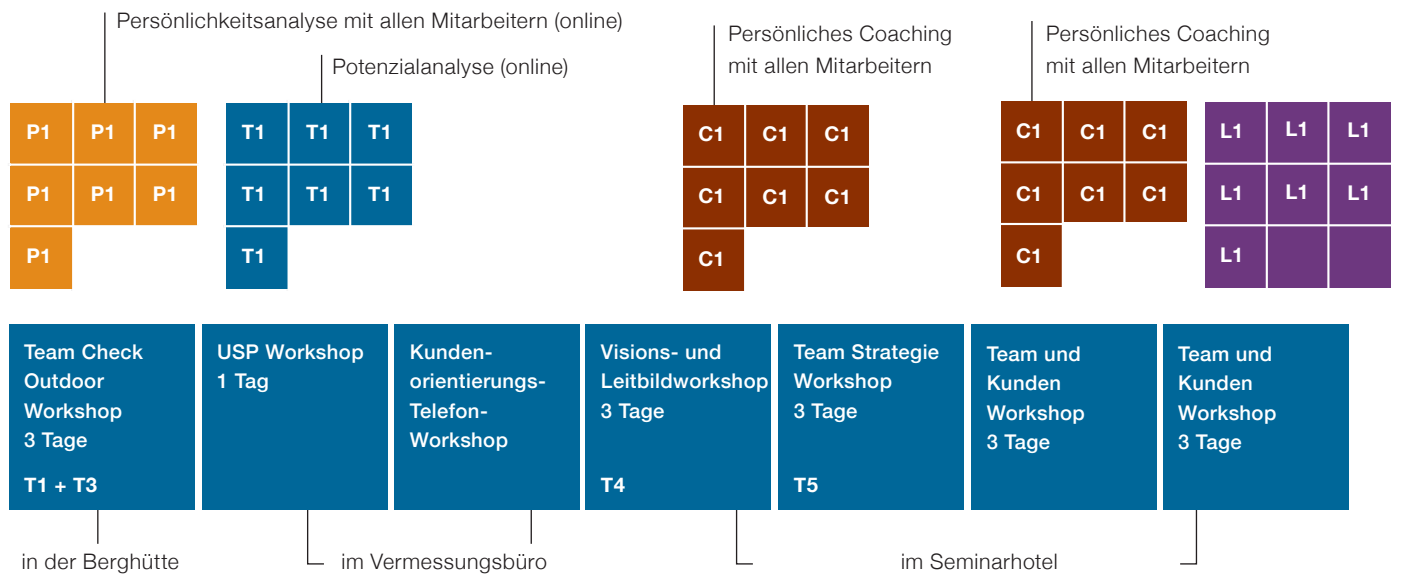 Persönlichkeitsanalyse mit allen Mitarbeitern (online)
Potenzialanalyse (online)
Persönliches Coaching
mit allen Mitarbeitern
Persönliches Coaching
mit allen Mitarbeitern
P1 P1 P1
P1 P1 P1
P1
T1 T1 T1
T1 T1 T1
T1
C1 C1 C1
C1 C1 C1
C1
C1 C1 C1
C1 C1 C1
C1
L1 L1 L1
L1 L1 L1
L1
Team Check
Outdoor
Workshop
3 Tage
T1 + T3
USP Workshop
1 Tag
Kunden-
orientierungs-
Telefon-
Workshop
Visions- und
Leitbildworkshop
3 Tage
T4
Team Strategie
Workshop
3 Tage
T5
Team und
Kunden
Workshop
3 Tage
Team und
Kunden
Workshop
3 Tage
in der Berghütte
im Vermessungsbüro
im Seminarhotel